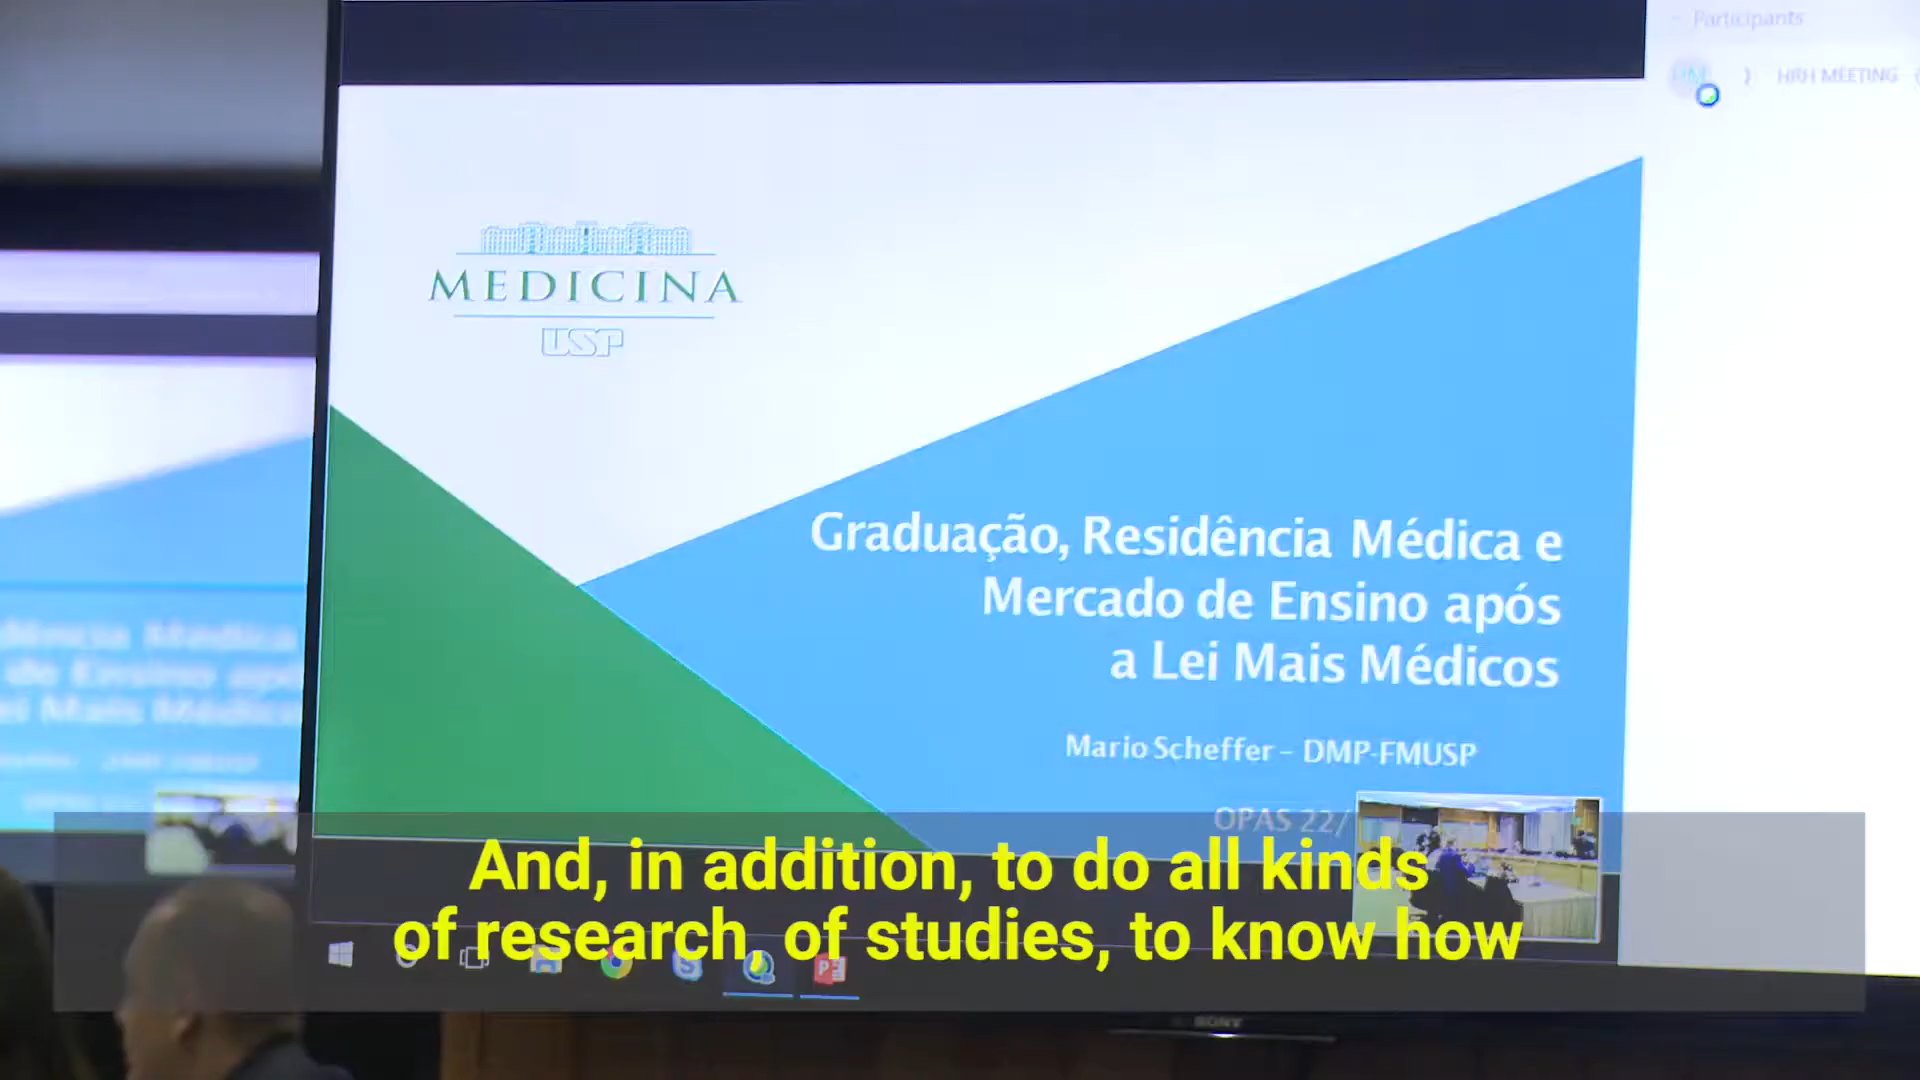 Participants
HRH MEETING
MEDICINA
USP
Graduação, Residência Médica e
Mercado de Ensino após
a Lei Mais Médicos
Mario Scheffer – DMP-FMUSP
OPAS 22/
And, in addition, to do all kinds
of research, of studies, to know how
SONY